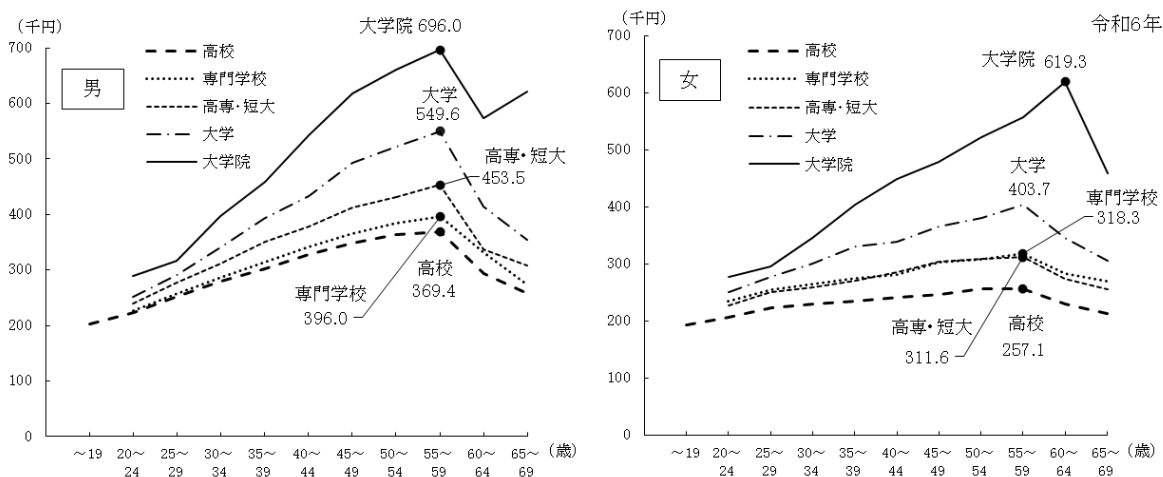 (千円)
700
600
500
400
300
200
100
0
男
高校
専門学校
高専・短大
大学
大学院
大学院 696.0
大学
549.6
高専・短大
453.5
専門学校
396.0
高校
369.4
～19 20～ 25～ 30～ 35～ 40～ 45～ 50～ 55～ 60～ 65～ (歳)
24 29 34 39 44 49 54 59 64 69
令和6年
(千円)
700
600
500
400
300
200
100
0
女
高校
専門学校
高専・短大
大学
大学院
大学院 619.3
大学
403.7
専門学校
318.3
高専・短大
311.6
高校
257.1
～19 20～ 25～ 30～ 35～ 40～ 45～ 50～ 55～ 60～ 65～ (歳)
24 29 34 39 44 49 54 59 64 69